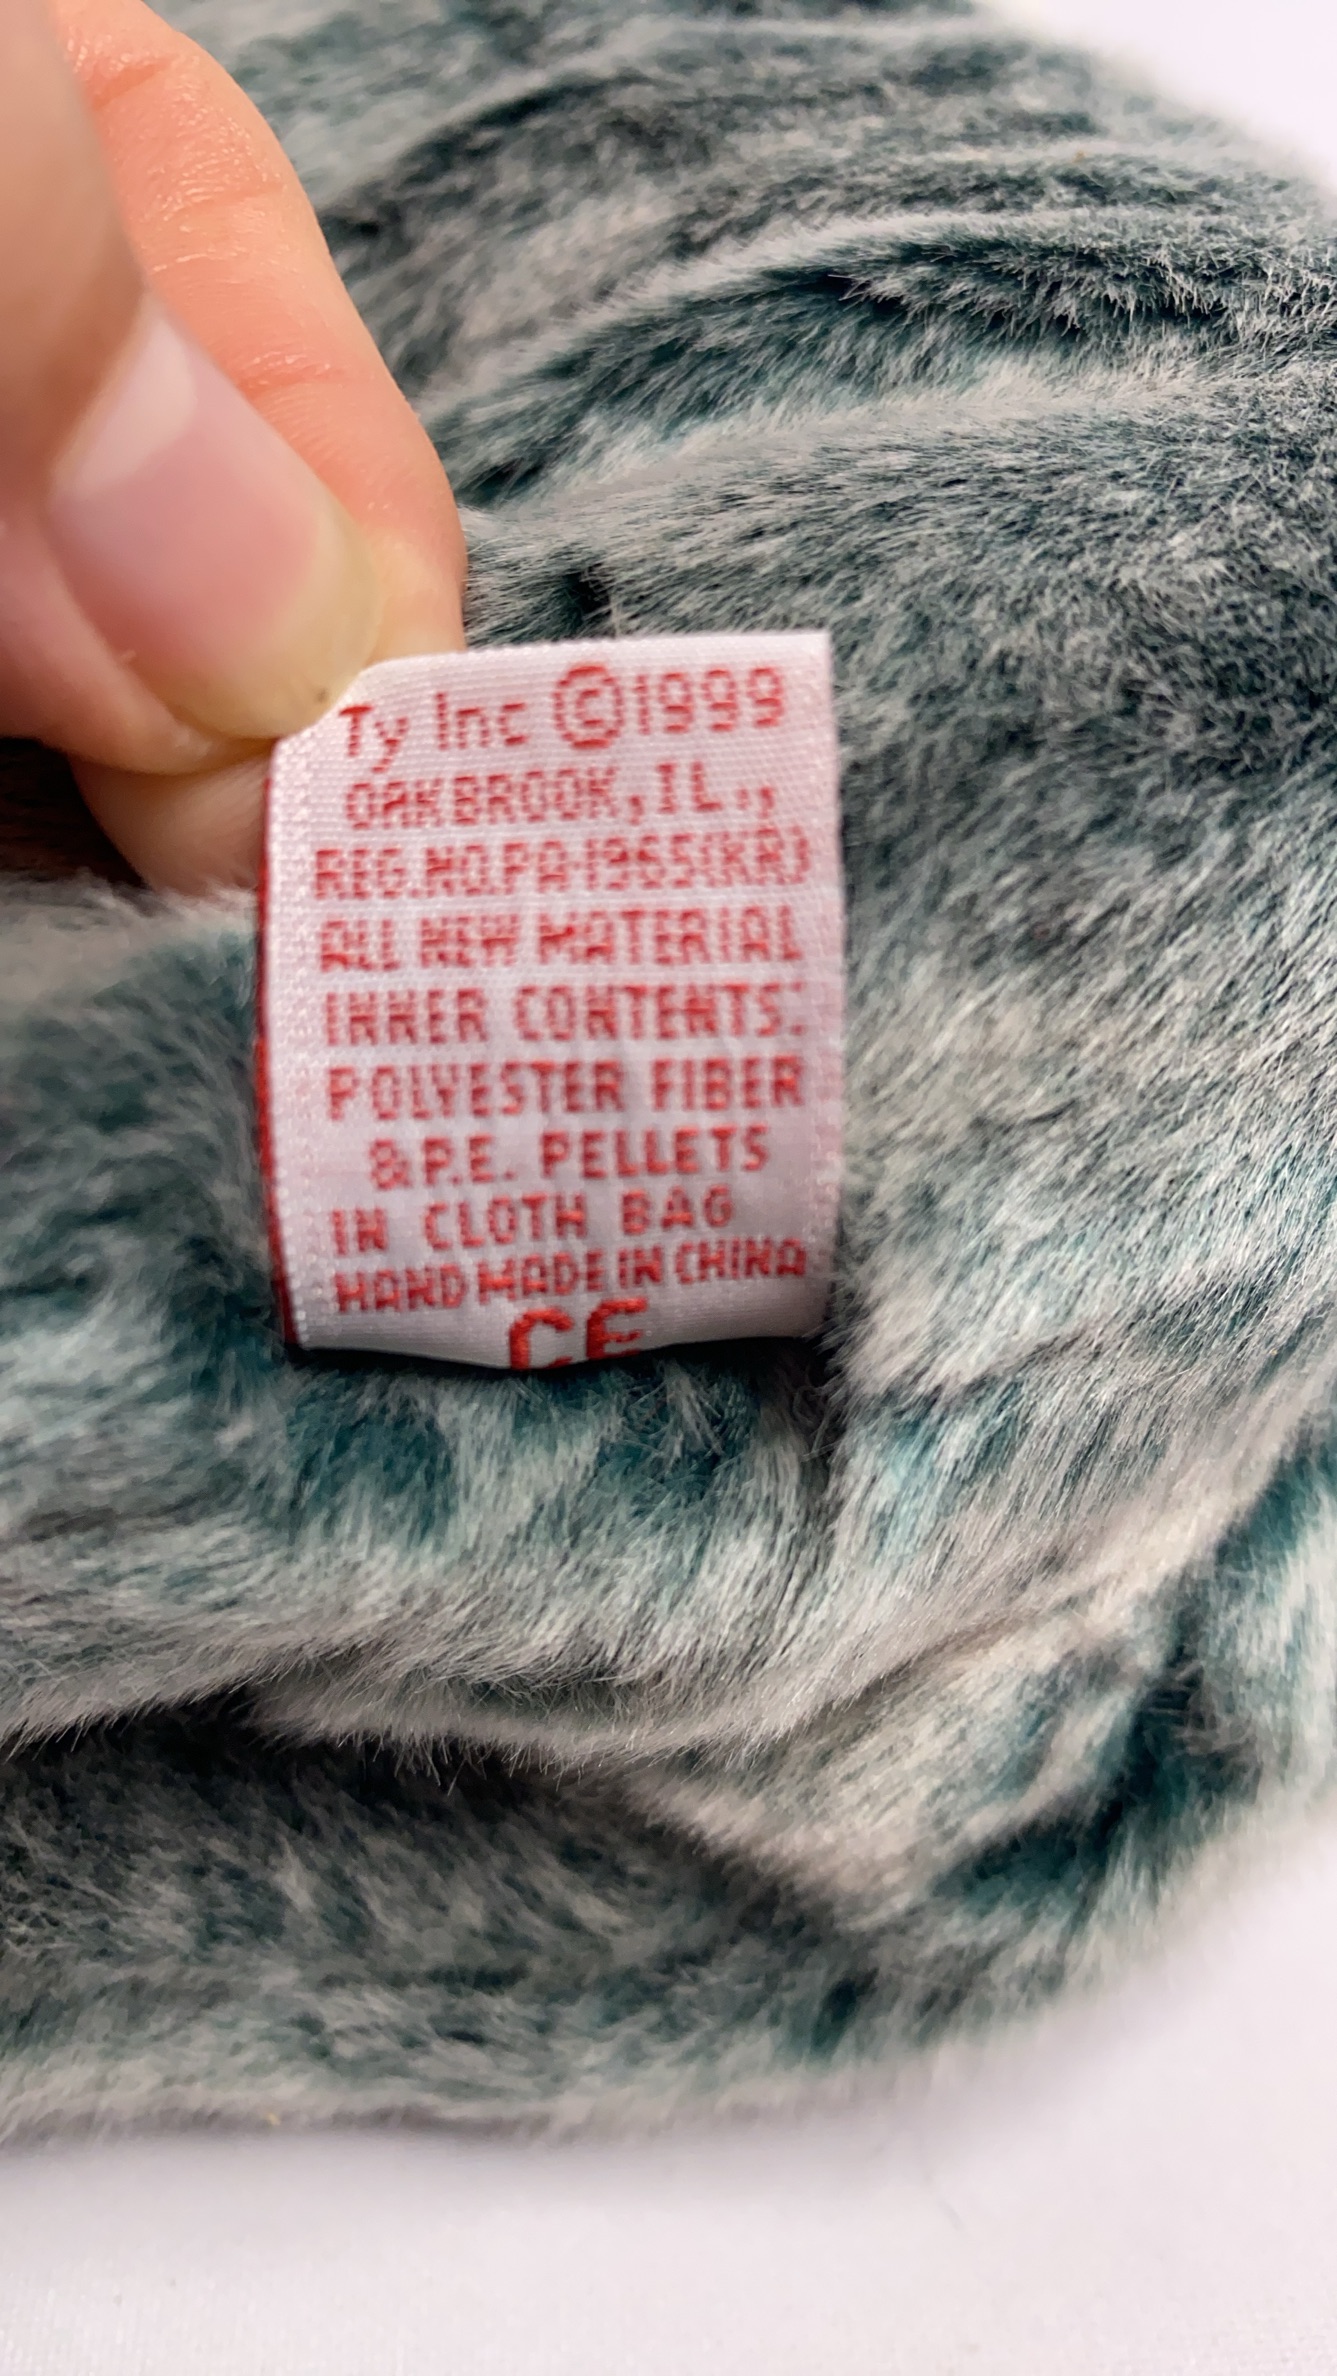 Ty Inc ©1999
OAKBROOK, IL.,
REG.NO.PA-1965(KR)
ALL NEW MATERIAL
INNER CONTENTS:
POLYESTER FIBER
& P.E. PELLETS
IN CLOTH BAG
HAND MADE IN CHINA
CE